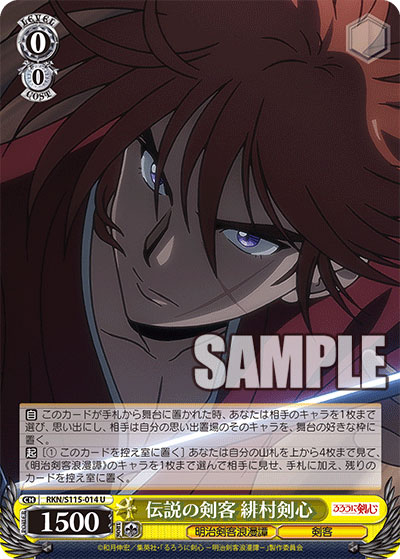 LEVEL
0
0
COST
SAMPLE
自 このカードが手札から舞台に置かれた時、あなたは相手のキャラを1枚まで
選び、思い出にし、相手は自分の思い出置場のそのキャラを、舞台の好きな枠に
置く。
起 [①このカードを控え室に置く] あなたは自分の山札を上から4枚まで見て、
《明治剣客浪漫譚》のキャラを1枚まで選んで相手に見せ、手札に加え、残りの
カードを控え室に置く。
CH RKN/S115-014 U
POWER
1500
伝説の剣客 緋村剣心
るろうに剣心
明治剣客浪漫譚
剣客
©和月伸宏/集英社・「るろうに剣心 －明治剣客浪漫譚－」製作委員会